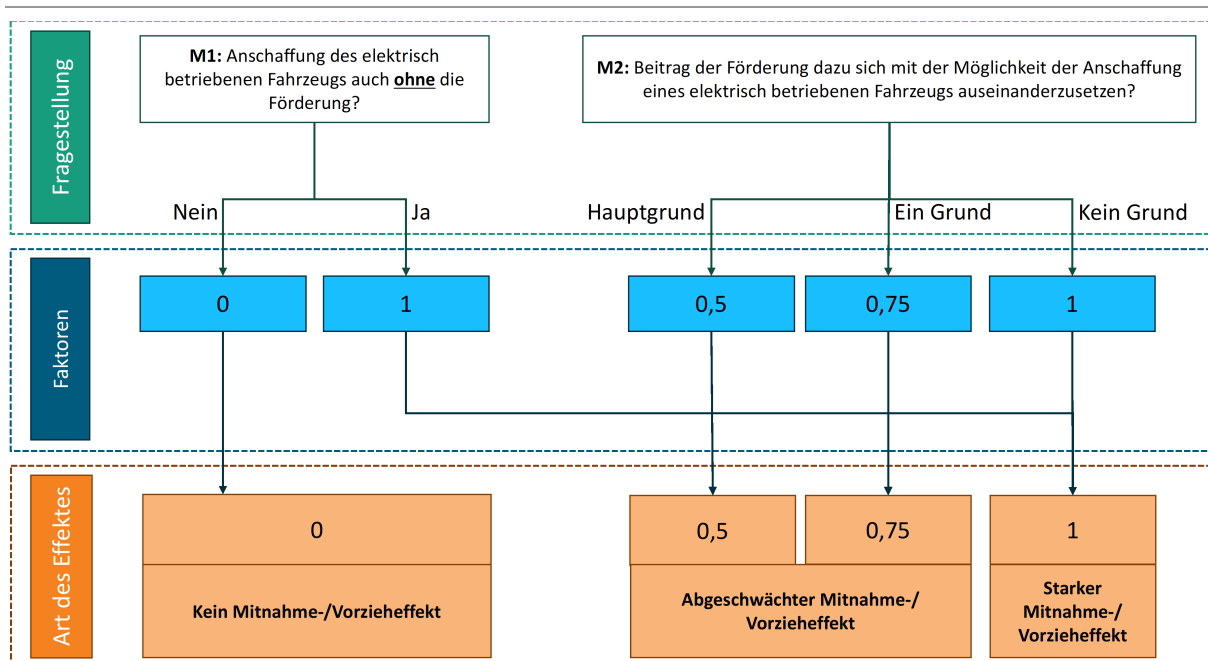 Fragestellung
M1: Anschaffung des elektrisch
betriebenen Fahrzeugs auch ohne die
Förderung?
M2: Beitrag der Förderung dazu sich mit der Möglichkeit der Anschaffung
eines elektrisch betriebenen Fahrzeugs auseinanderzusetzen?
Nein
Ja
Hauptgrund
Ein Grund
Kein Grund
Faktoren
0
1
0,5
0,75
1
Art des Effektes
0
0,5
0,75
1
Kein Mitnahme-/Vorzieheffekt
Abgeschwächter Mitnahme-/
Vorzieheffekt
Starker
Mitnahme-/
Vorzieheffekt